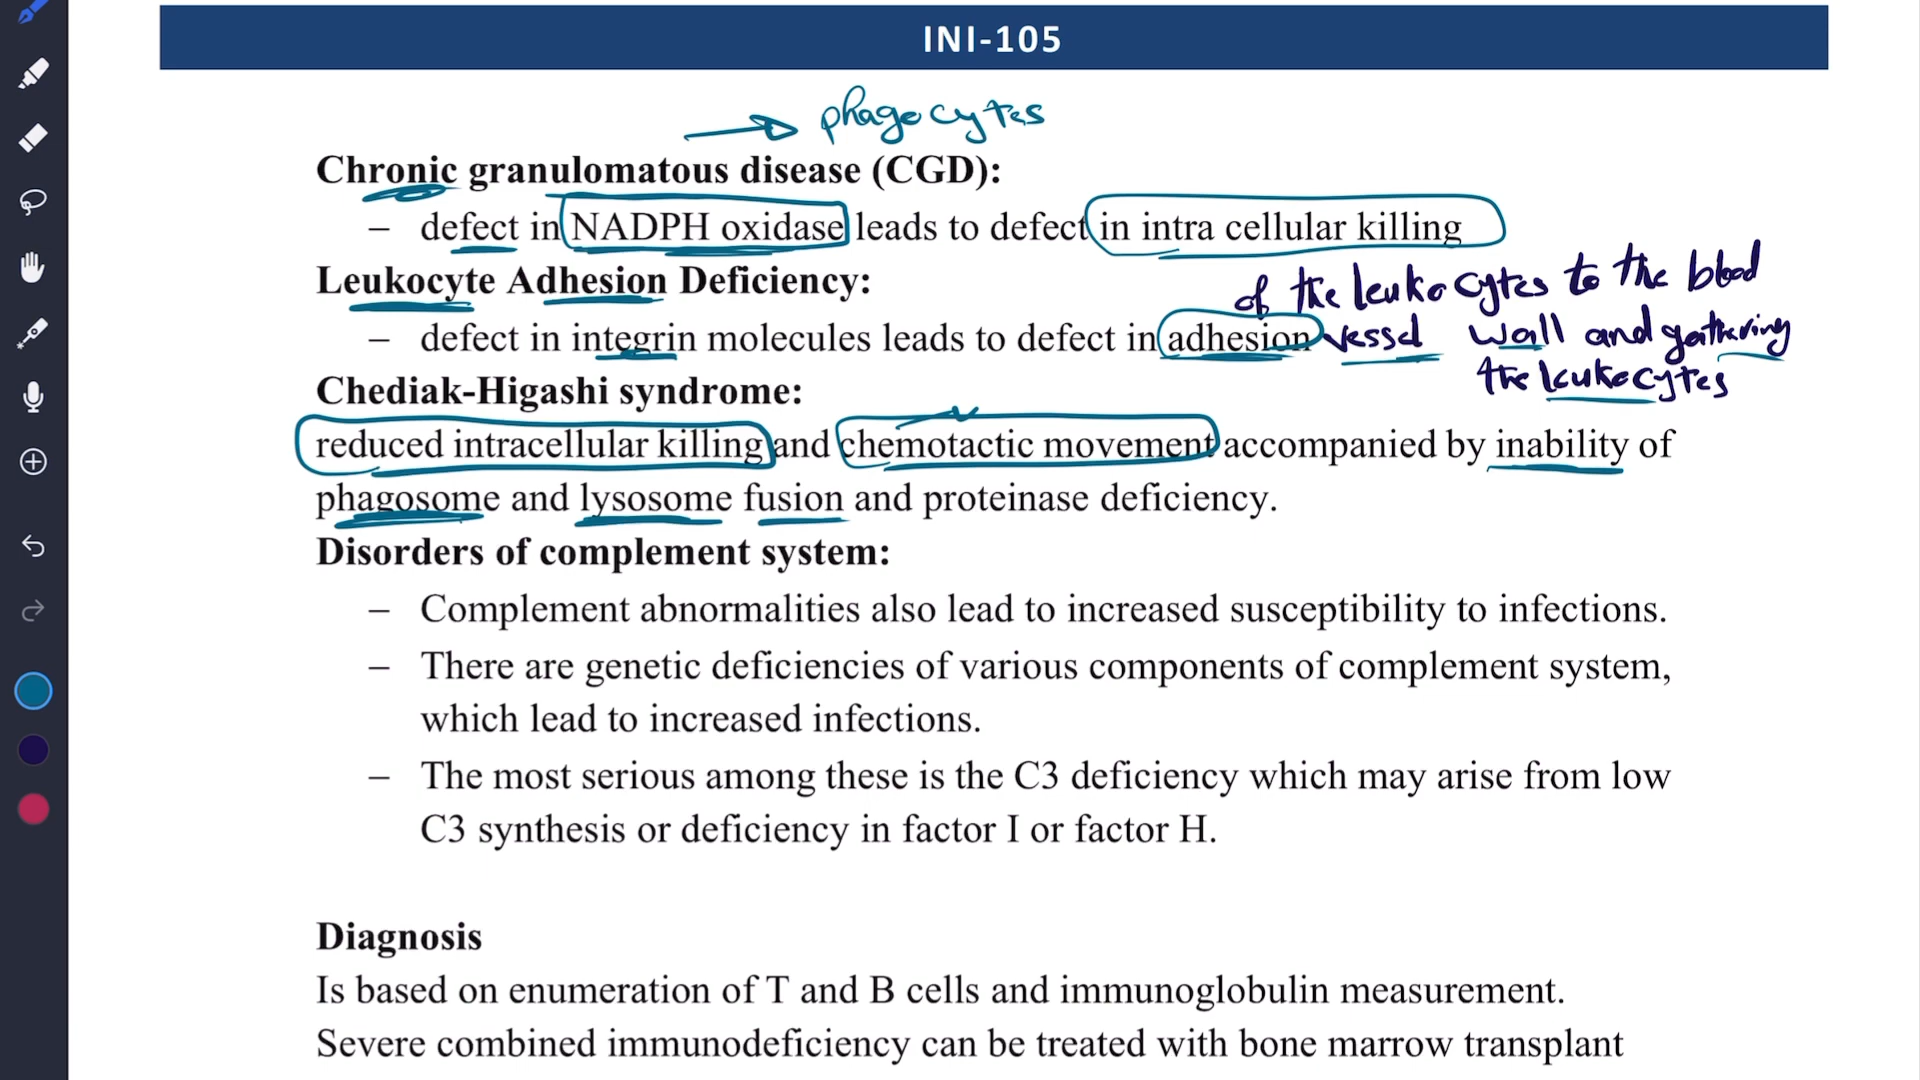 INI-105
→ phagocytes
Chronic granulomatous disease (CGD):
– defect in NADPH oxidase leads to defect in intra cellular killing
Leukocyte Adhesion Deficiency:
of the leukocytes to the blood
– defect in integrin molecules leads to defect in adhesion vessel wall and gathering
the leukocytes
Chediak-Higashi syndrome:
reduced intracellular killing and chemotactic movement accompanied by inability of
phagosome and lysosome fusion and proteinase deficiency.
Disorders of complement system:
– Complement abnormalities also lead to increased susceptibility to infections.
– There are genetic deficiencies of various components of complement system,
which lead to increased infections.
– The most serious among these is the C3 deficiency which may arise from low
C3 synthesis or deficiency in factor I or factor H.
Diagnosis
Is based on enumeration of T and B cells and immunoglobulin measurement.
Severe combined immunodeficiency can be treated with bone marrow transplant